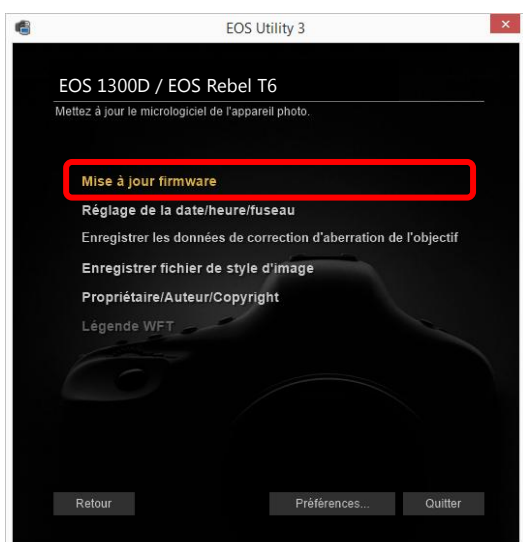 EOS Utility 3
EOS 1300D / EOS Rebel T6
Mettez à jour le micrologiciel de l'appareil photo.
Mise à jour firmware
Réglage de la date/heure/fuseau
Enregistrer les données de correction d'aberration de l'objectif
Enregistrer fichier de style d'image
Propriétaire/Auteur/Copyright
Légende WFT
Retour Préférences... Quitter